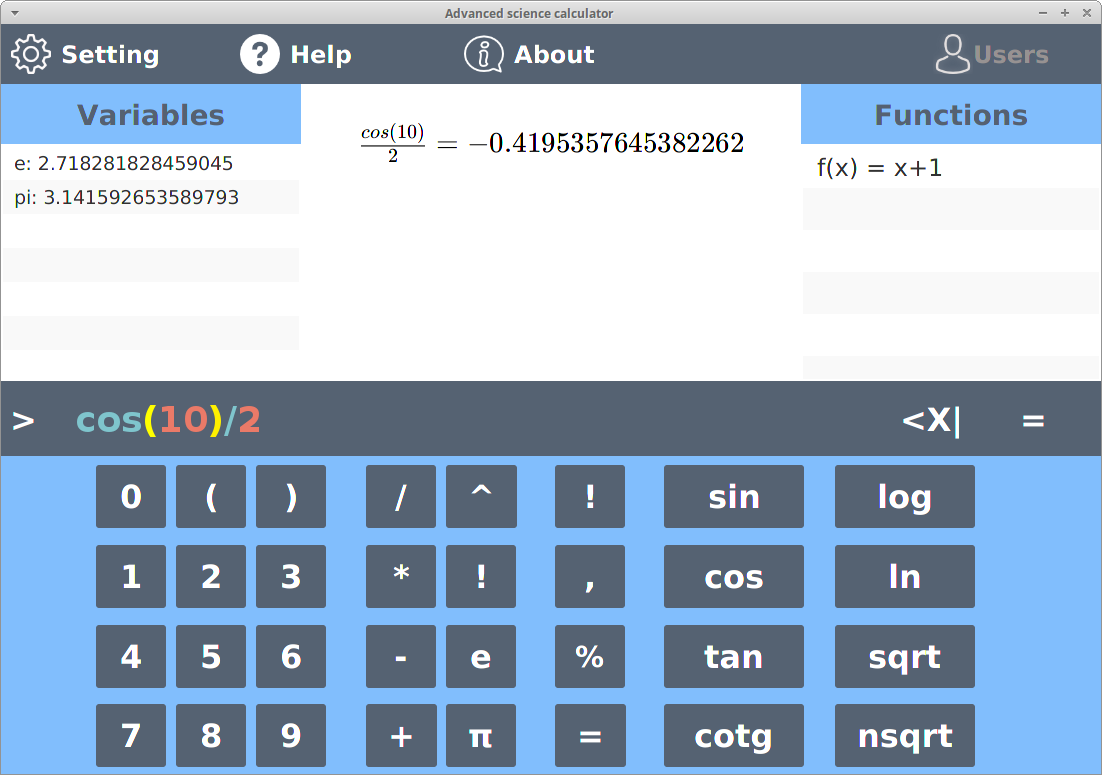 Advanced science calculator
Setting Help About Users
Variables
e: 2.718281828459045
pi: 3.141592653589793
cos(10)/2 = −0.4195357645382262
Functions
f(x) = x+1
> cos(10)/2 <X| =
0 ( ) / ^ ! sin log
1 2 3 * ! , cos ln
4 5 6 - e % tan sqrt
7 8 9 + π = cotg nsqrt